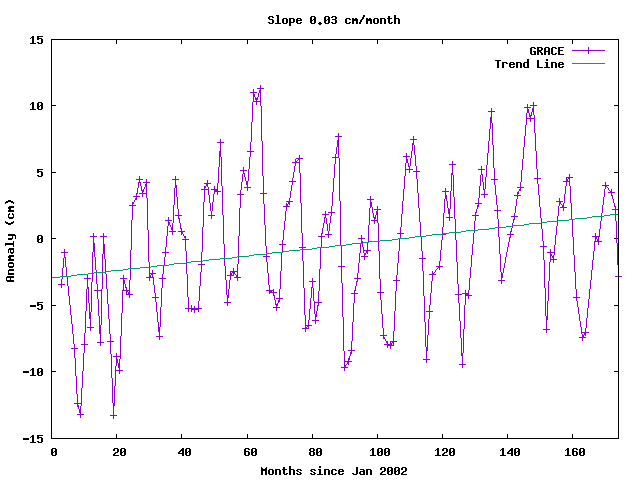 Slope 0.03 cm/month
GRACE
Trend Line
15
10
5
0
-5
-10
-15
Anomaly (cm)
0 20 40 60 80 100 120 140 160
Months since Jan 2002